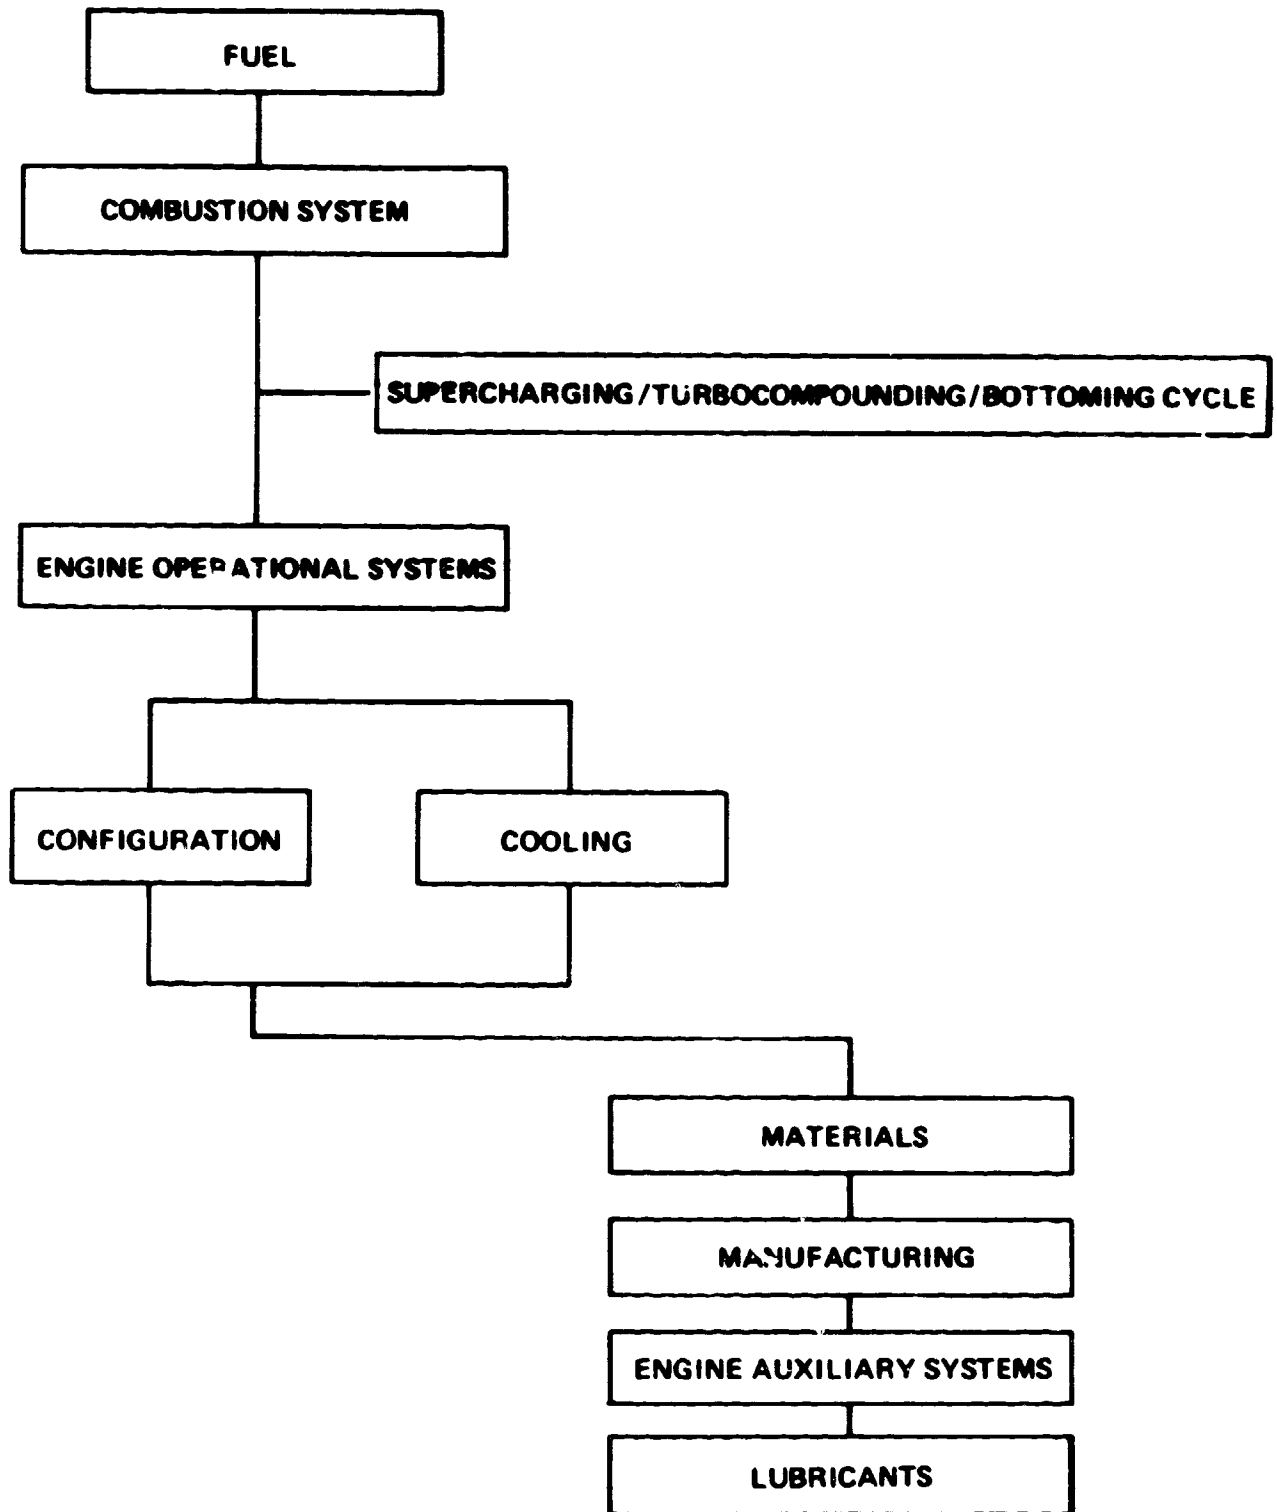 FUEL
COMBUSTION SYSTEM
SUPERCHARGING/TURBOCOMPOUNDING/BOTTOMING CYCLE
ENGINE OPERATIONAL SYSTEMS
CONFIGURATION
COOLING
MATERIALS
MANUFACTURING
ENGINE AUXILIARY SYSTEMS
LUBRICANTS